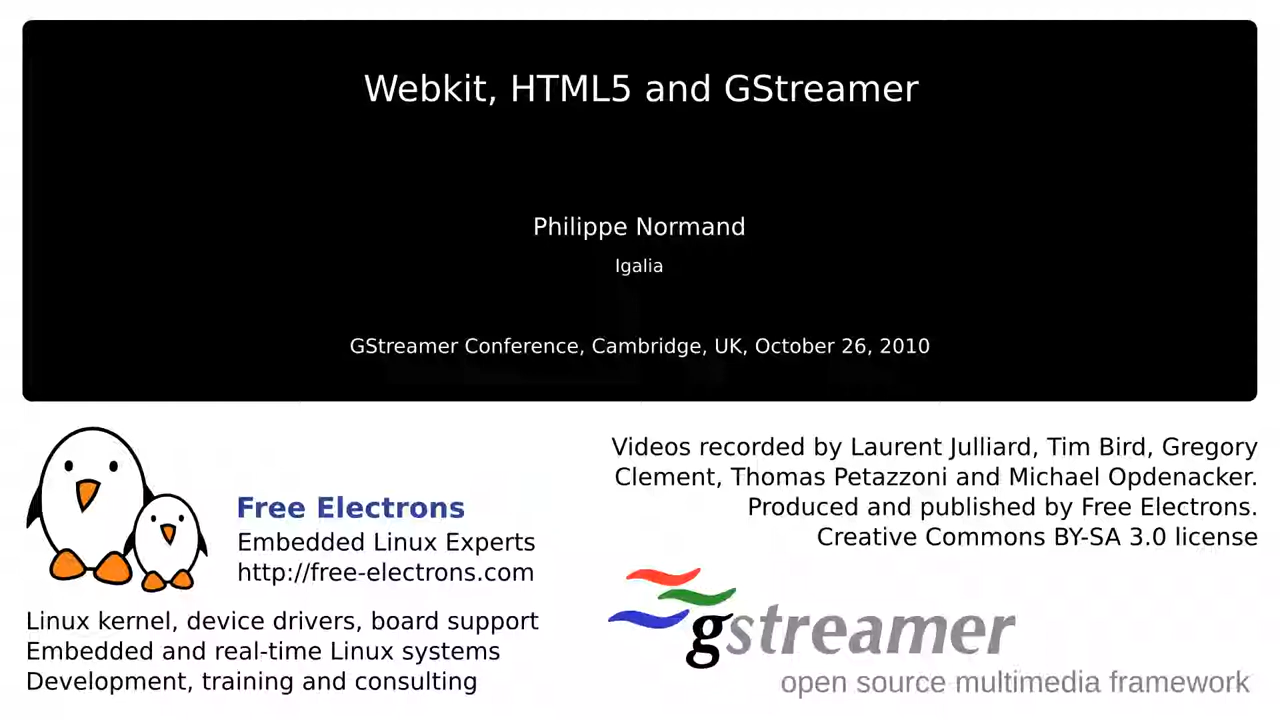 Webkit, HTML5 and GStreamer
Philippe Normand
Igalia
GStreamer Conference, Cambridge, UK, October 26, 2010
Free Electrons
Embedded Linux Experts
http://free-electrons.com
Linux kernel, device drivers, board support
Embedded and real-time Linux systems
Development, training and consulting
Videos recorded by Laurent Julliard, Tim Bird, Gregory
Clement, Thomas Petazzoni and Michael Opdenacker.
Produced and published by Free Electrons.
Creative Commons BY-SA 3.0 license
gstreamer
open source multimedia framework